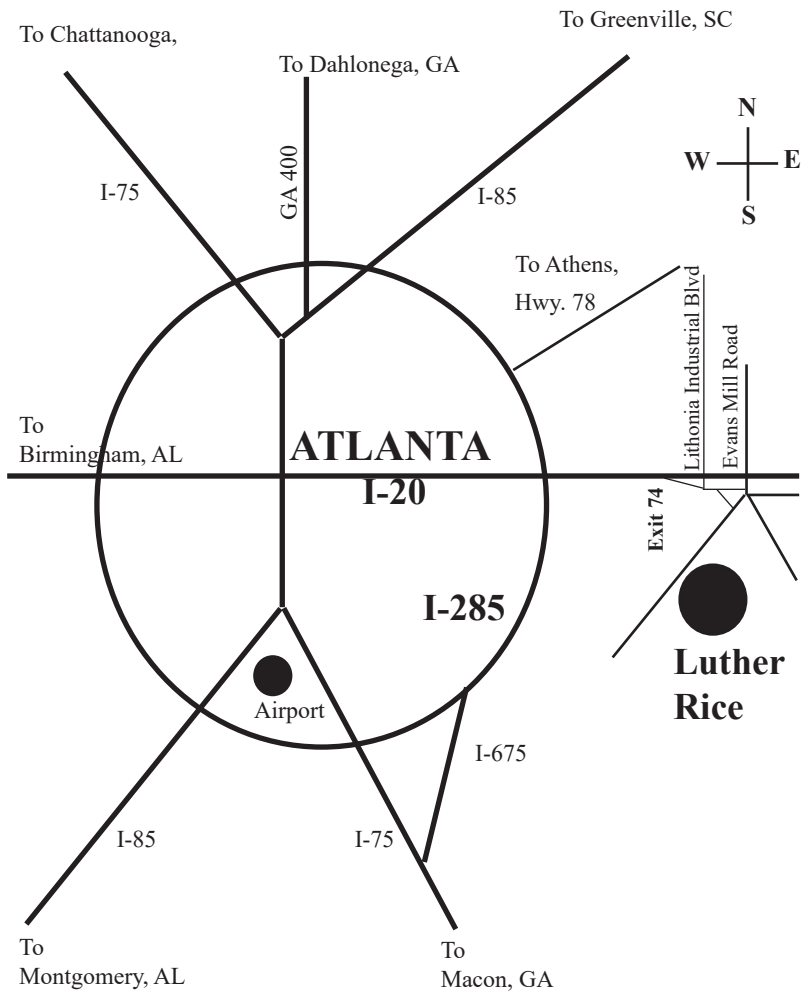 To Greenville, SC
To Chattanooga,
To Dahlonega, GA
N
W
E
S
I-75
GA 400
I-85
To Athens,
Hwy. 78
Lithonia Industrial Blvd
Evans Mill Road
To
Birmingham, AL
ATLANTA
I-20
Exit 74
I-285
Luther
Rice
Airport
I-675
I-85
I-75
To
Montgomery, AL
To
Macon, GA